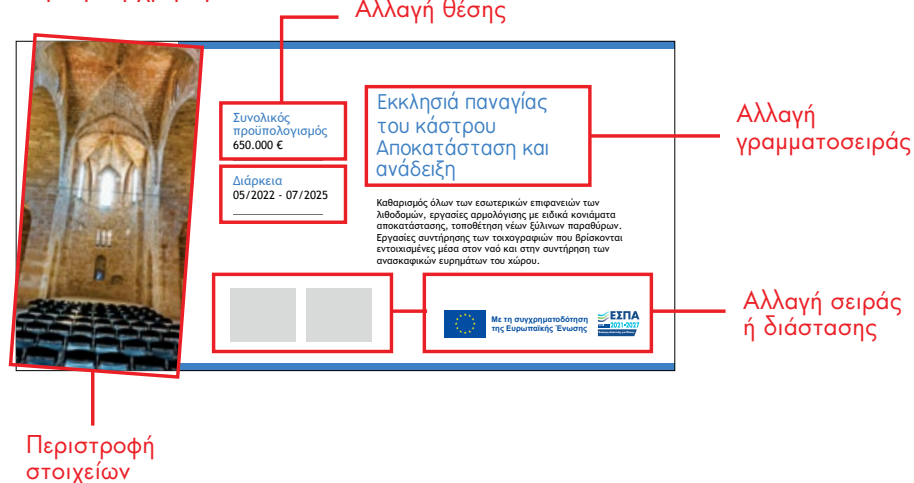 Αλλαγή θέσης
Συνολικός
προϋπολογισμός
650.000 €
Διάρκεια
05/2022 - 07/2025
Εκκλησιά παναγίας
του κάστρου
Αποκατάσταση και
ανάδειξη
Καθαρισμός όλων των εσωτερικών επιφανειών των
λιθοδομών, εργασίες αρμολόγισης με ειδικά κονιάματα
αποκατάστασης, τοποθέτηση νέων ξύλινων παραθύρων.
Εργασίες συντήρησης των τοιχογραφιών που βρίσκονται
εντοιχισμένες μέσα στον ναό και στην συντήρηση των
ανασκαφικών ευρημάτων του χώρου.
Αλλαγή
γραμματοσειράς
Με τη συγχρηματοδότηση
της Ευρωπαϊκής Ένωσης
ΕΣΠΑ
2021-2027
Αλλαγή σειράς
ή διάστασης
Περιστροφή
στοιχείων